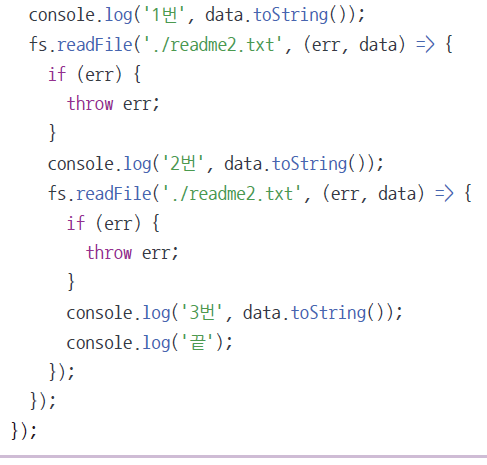 console.log('1번', data.toString());
fs.readFile('./readme2.txt', (err, data) => {
if (err) {
throw err;
}
console.log('2번', data.toString());
fs.readFile('./readme2.txt', (err, data) => {
if (err) {
throw err;
}
console.log('3번', data.toString());
console.log('끝');
});
});
});